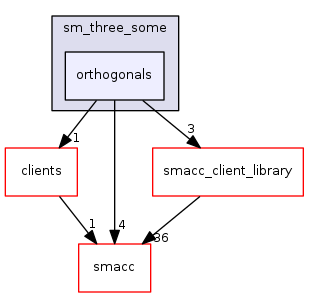 sm_three_some
orthogonals
1
3
clients
smacc_client_library
1
4
36
smacc